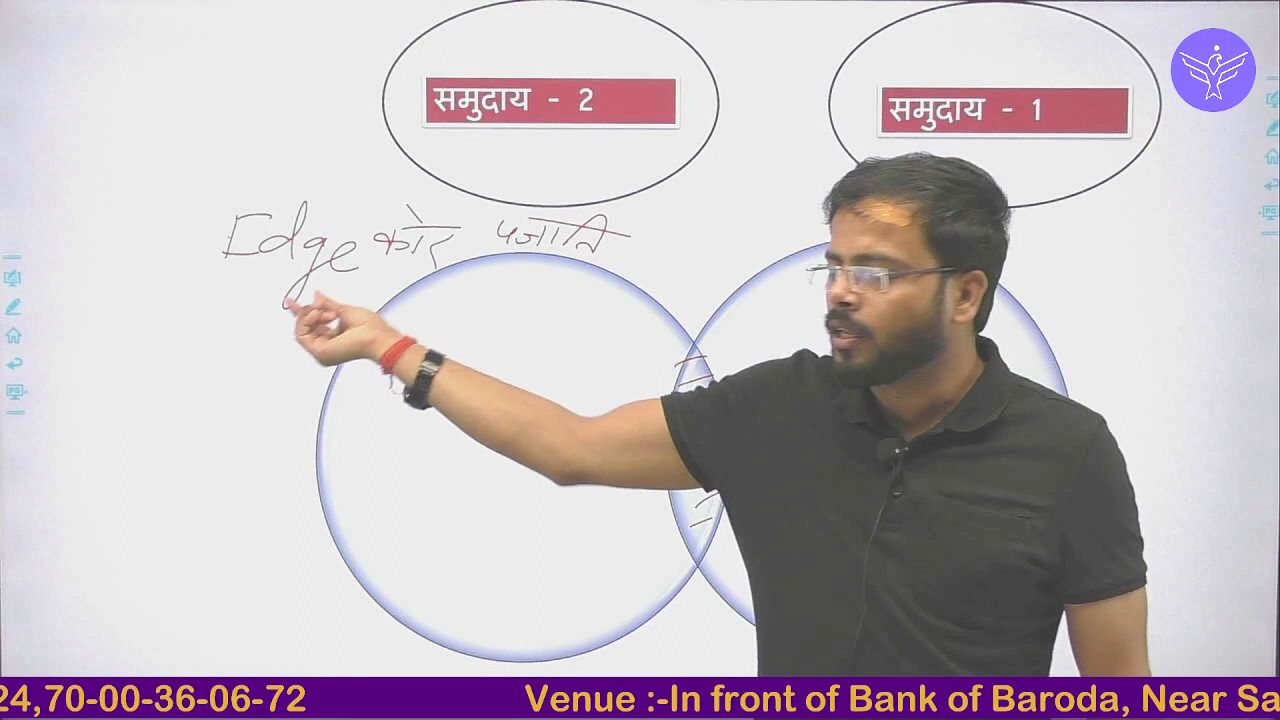 समुदाय - 2
समुदाय - 1
Edge कोर प्रजाति
24,70-00-36-06-72 Venue :-In front of Bank of Baroda, Near Sa